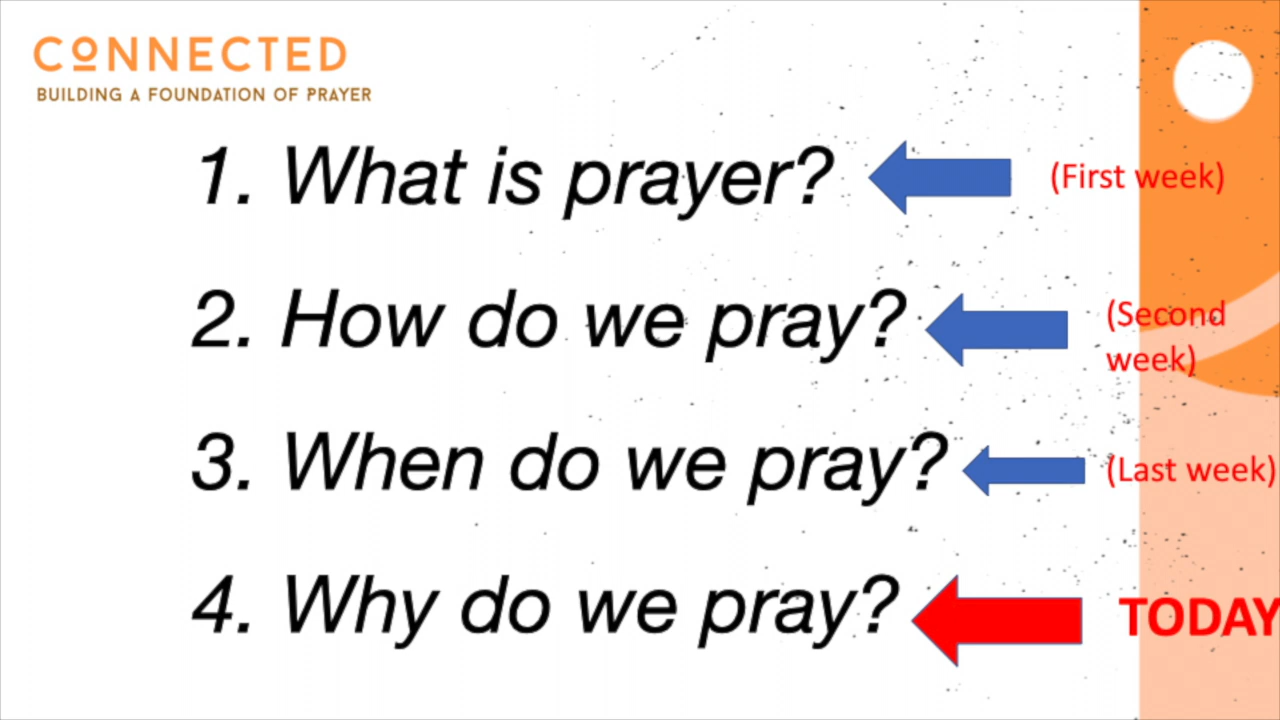 CONNECTED
BUILDING A FOUNDATION OF PRAYER
1. What is prayer?
(First week)
2. How do we pray?
(Second
week)
3. When do we pray?
(Last week)
4. Why do we pray?
TODAY